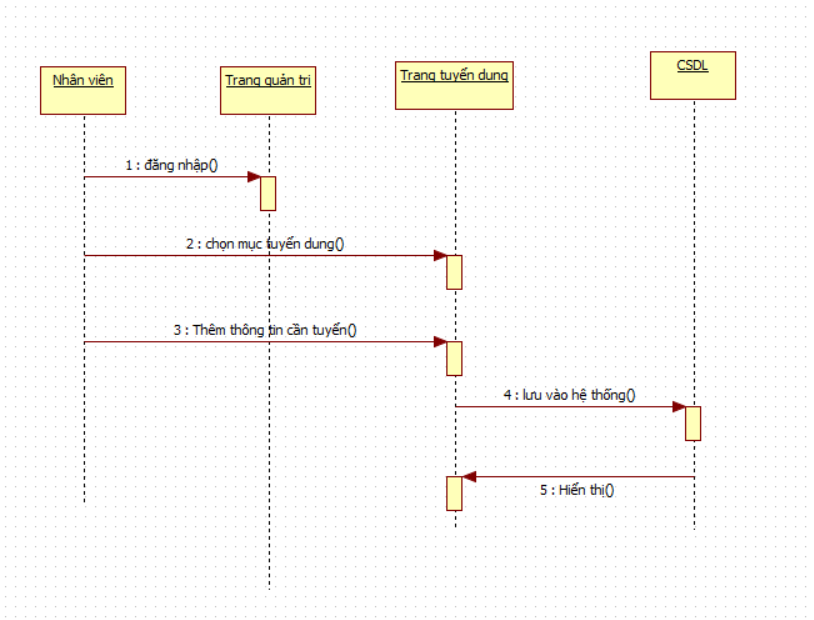 Nhân viên
Trang quản trị
Trang tuyển dụng
CSDL
1 : đăng nhập()
2 : chọn mục tuyển dung()
3 : Thêm thông tin cần tuyển()
4 : lưu vào hệ thống()
5 : Hiển thị()